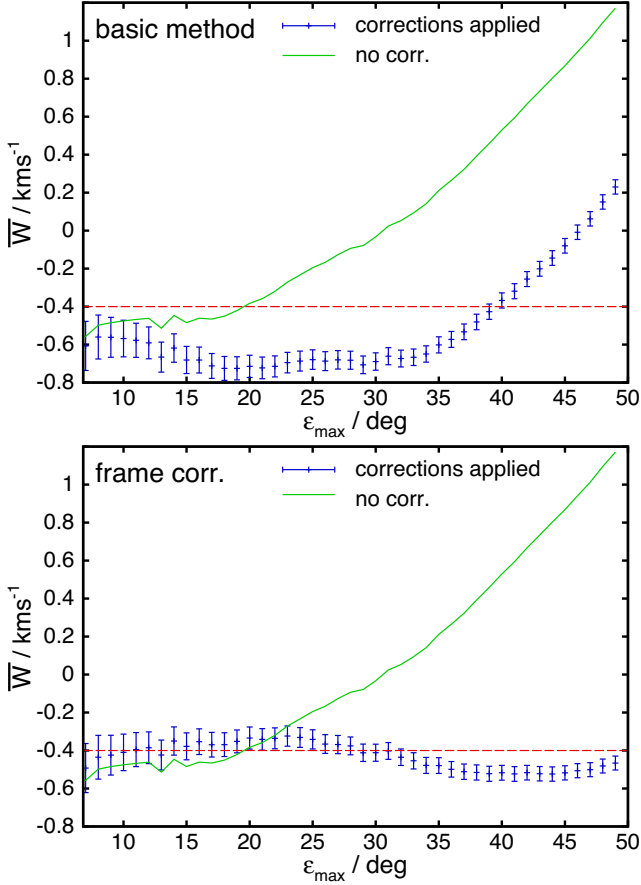 basic method
corrections applied
no corr.
W / kms-1
1
0.8
0.6
0.4
0.2
0
-0.2
-0.4
-0.6
-0.8
10 15 20 25 30 35 40 45 50
εmax / deg
frame corr.
corrections applied
no corr.
W / kms-1
1
0.8
0.6
0.4
0.2
0
-0.2
-0.4
-0.6
-0.8
10 15 20 25 30 35 40 45 50
εmax / deg